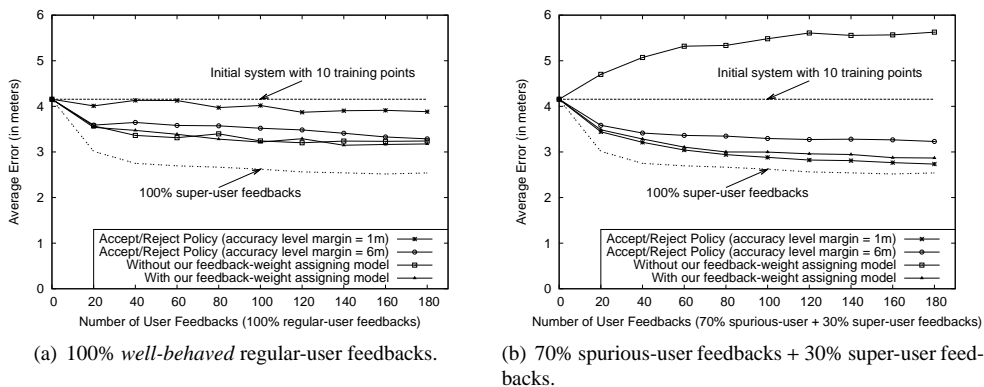 6
5
4
3
2
1
0
Average Error (in meters)
Initial system with 10 training points
100% super-user feedbacks
Accept/Reject Policy (accuracy level margin = 1m)
Accept/Reject Policy (accuracy level margin = 6m)
Without our feedback-weight assigning model
With our feedback-weight assigning model
0 20 40 60 80 100 120 140 160 180
Number of User Feedbacks (100% regular-user feedbacks)
(a) 100% well-behaved regular-user feedbacks.
6
5
4
3
2
1
0
Average Error (in meters)
Initial system with 10 training points
100% super-user feedbacks
Accept/Reject Policy (accuracy level margin = 1m)
Accept/Reject Policy (accuracy level margin = 6m)
Without our feedback-weight assigning model
With our feedback-weight assigning model
0 20 40 60 80 100 120 140 160 180
Number of User Feedbacks (70% spurious-user + 30% super-user feedbacks)
(b) 70% spurious-user feedbacks + 30% super-user feed-
backs.